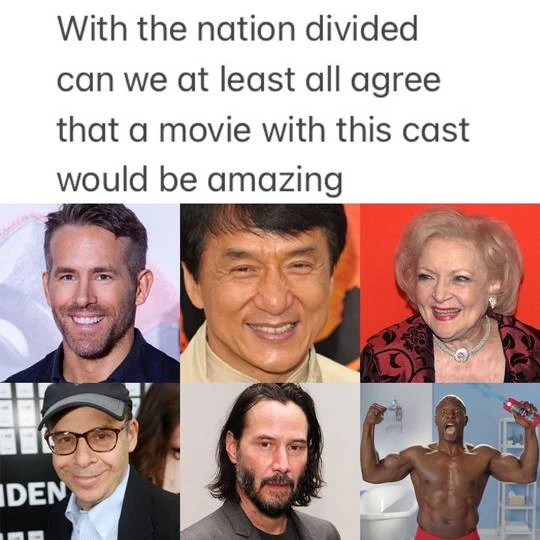 With the nation divided
can we at least all agree
that a movie with this cast
would be amazing
IDEN